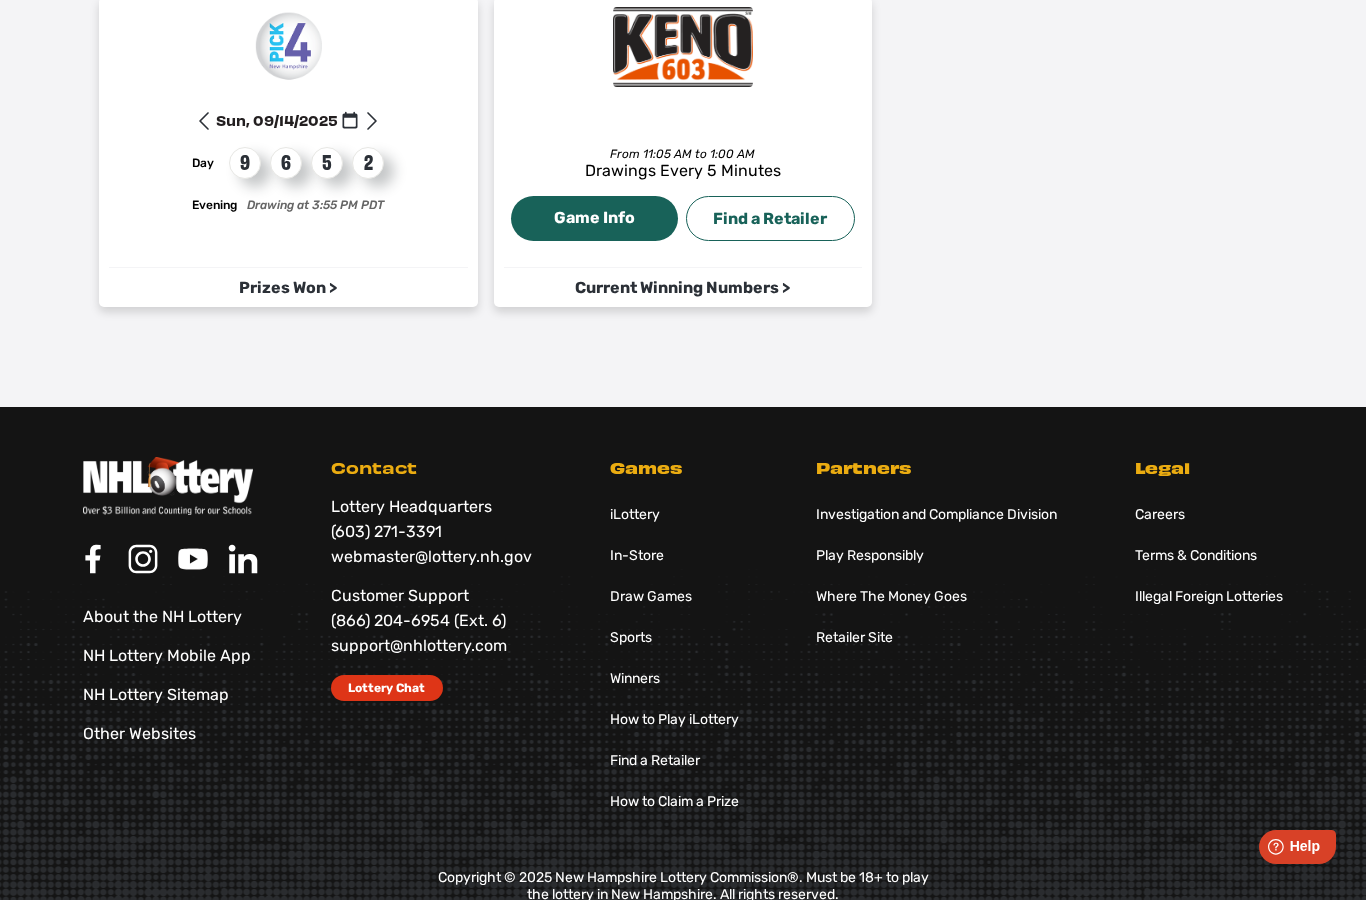 PICK 4
New Hampshire
Sun, 09/14/2025
Day 9 6 5 2
Evening Drawing at 3:55 PM PDT
Prizes Won >
KENO
603
From 11:05 AM to 1:00 AM
Drawings Every 5 Minutes
Game Info
Find a Retailer
Current Winning Numbers >
NHLottery
Over $3 Billion and Counting for our Schools
About the NH Lottery
NH Lottery Mobile App
NH Lottery Sitemap
Other Websites
Contact
Lottery Headquarters
(603) 271-3391
webmaster@lottery.nh.gov
Customer Support
(866) 204-6954 (Ext. 6)
support@nhlottery.com
Lottery Chat
Games
iLottery
In-Store
Draw Games
Sports
Winners
How to Play iLottery
Find a Retailer
How to Claim a Prize
Partners
Investigation and Compliance Division
Play Responsibly
Where The Money Goes
Retailer Site
Legal
Careers
Terms & Conditions
Illegal Foreign Lotteries
Help
Copyright © 2025 New Hampshire Lottery Commission®. Must be 18+ to play
the lottery in New Hampshire. All rights reserved.